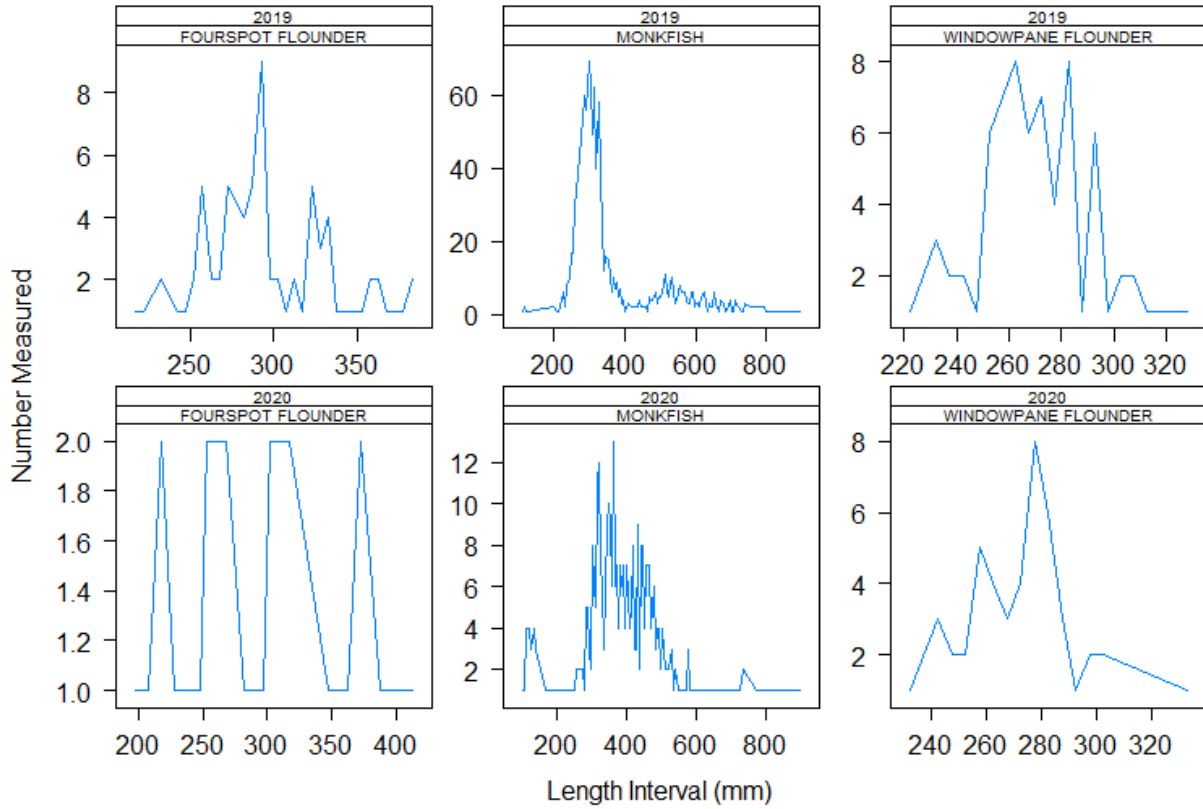 2019 2019 2019
FOURSPOT FLOUNDER MONKFISH WINDOWPANE FLOUNDER
8
6
4
2
250 300 350
60
40
20
0
200 400 600 800
8
6
4
2
220 240 260 280 300 320
2020 2020 2020
FOURSPOT FLOUNDER MONKFISH WINDOWPANE FLOUNDER
2.0
1.8
1.6
1.4
1.2
1.0
200 250 300 350 400
12
10
8
6
4
2
200 400 600 800
8
6
4
2
240 260 280 300 320
Number Measured
Length Interval (mm)